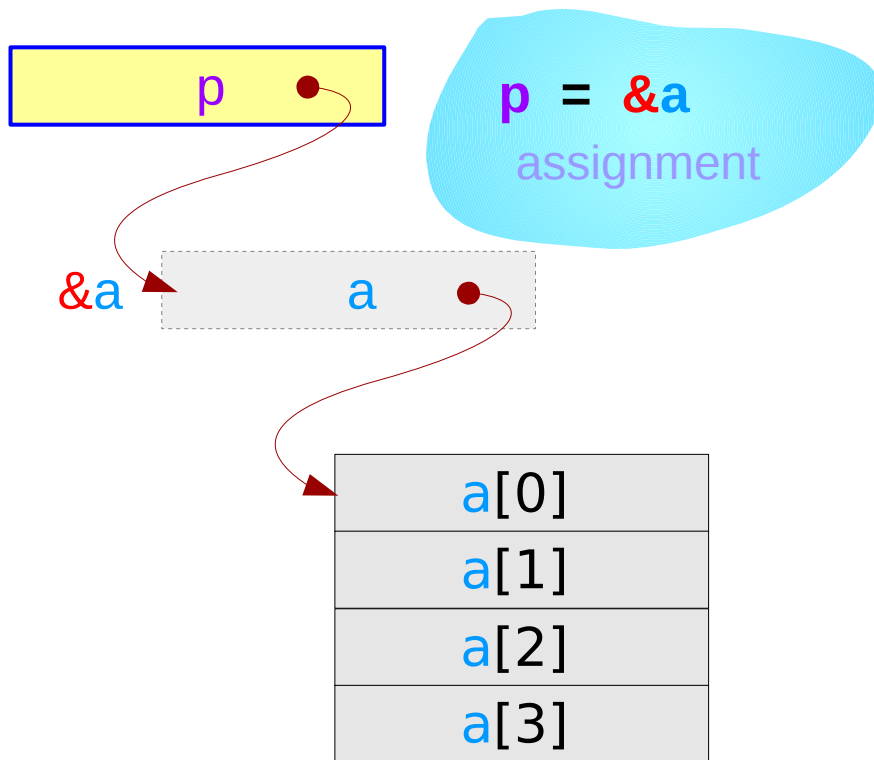 p
p = &a
assignment
&a
a
a[0]
a[1]
a[2]
a[3]